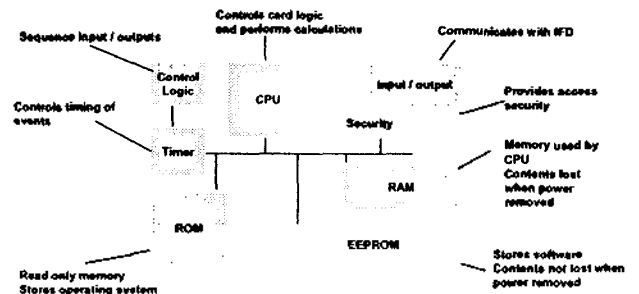 Controls card logic
and performs calculations
Sequence Input / outputs
Communicates with IFD
Control
Logic
CPU
Input / output
Provides access
security
Controls timing of
events
Security
Timer
Memory used by
CPU
Contents lost
when power
removed
RAM
ROM
EEPROM
Read only memory
Stores operating system
Stores software
Contents not lost when
power removed